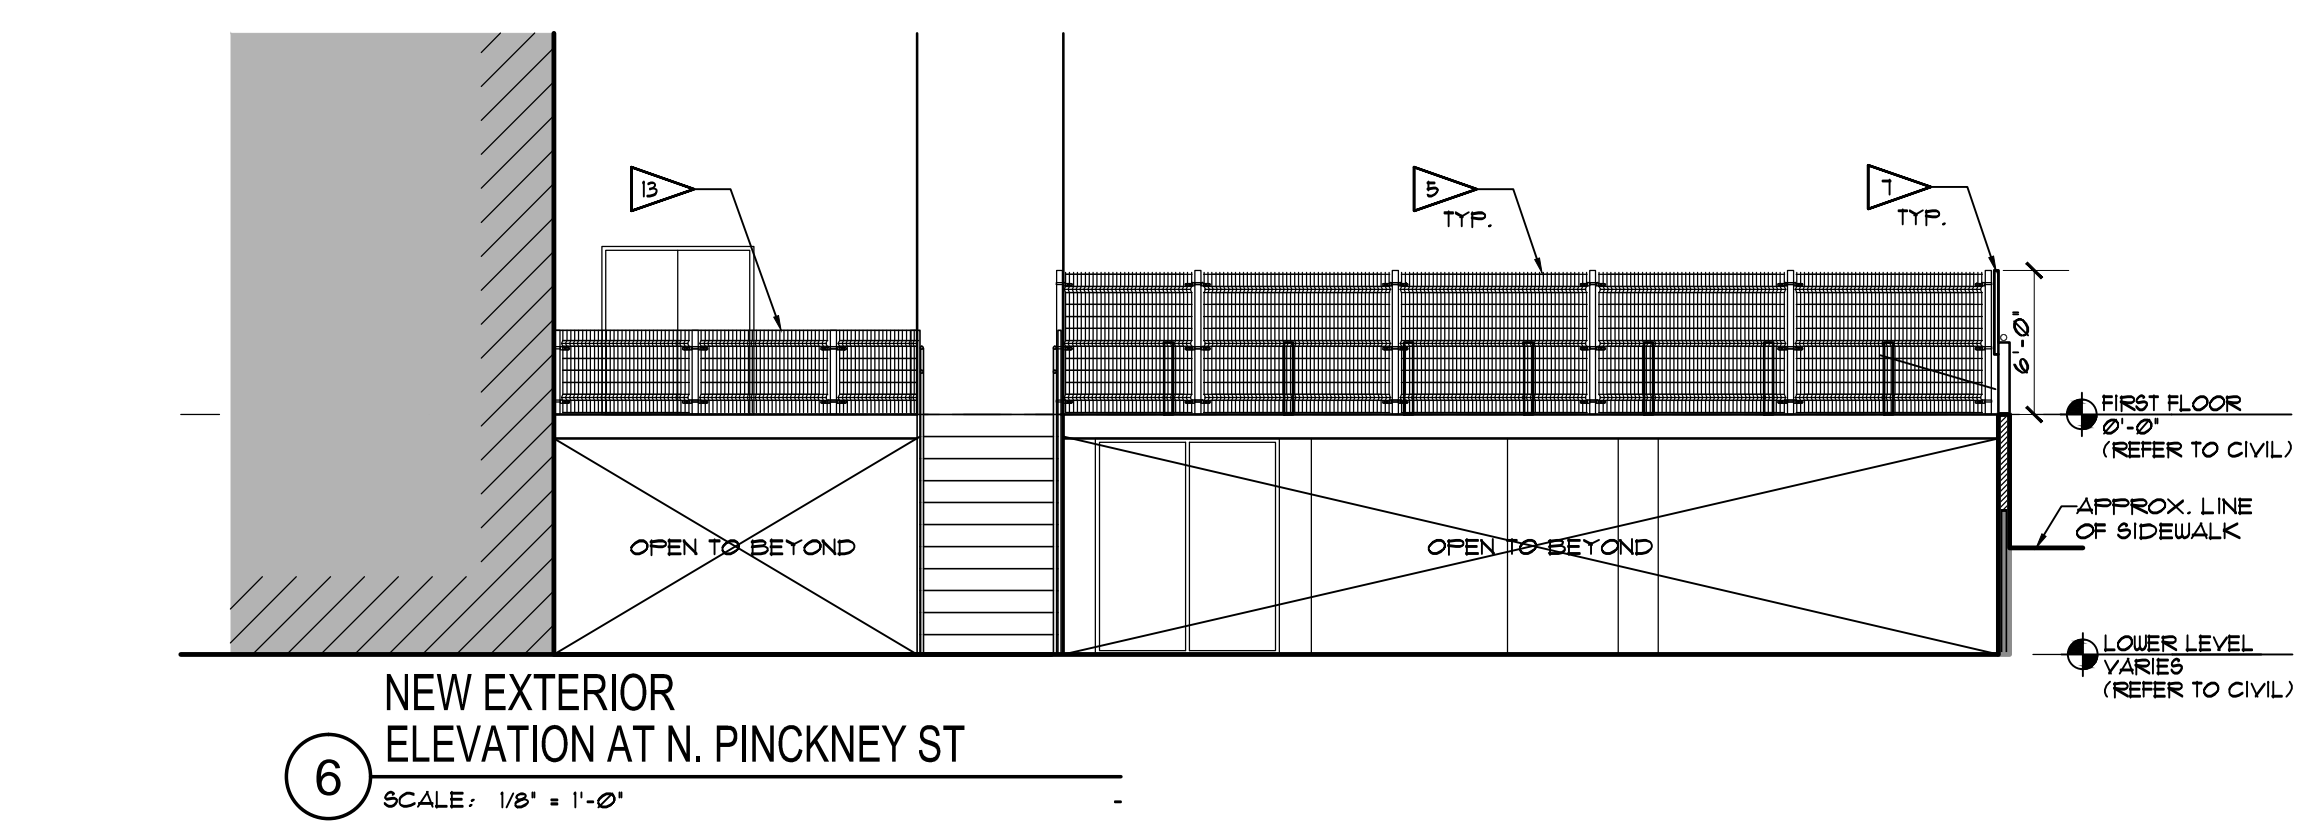 13
5
TYP.
7
TYP.
6'-0"
FIRST FLOOR
0'-0"
(REFER TO CIVIL)
APPROX. LINE
OF SIDEWALK
OPEN TO BEYOND
OPEN TO BEYOND
LOWER LEVEL
VARIES
(REFER TO CIVIL)
NEW EXTERIOR
ELEVATION AT N. PINCKNEY ST
6
SCALE: 1/8" = 1'-0"
-